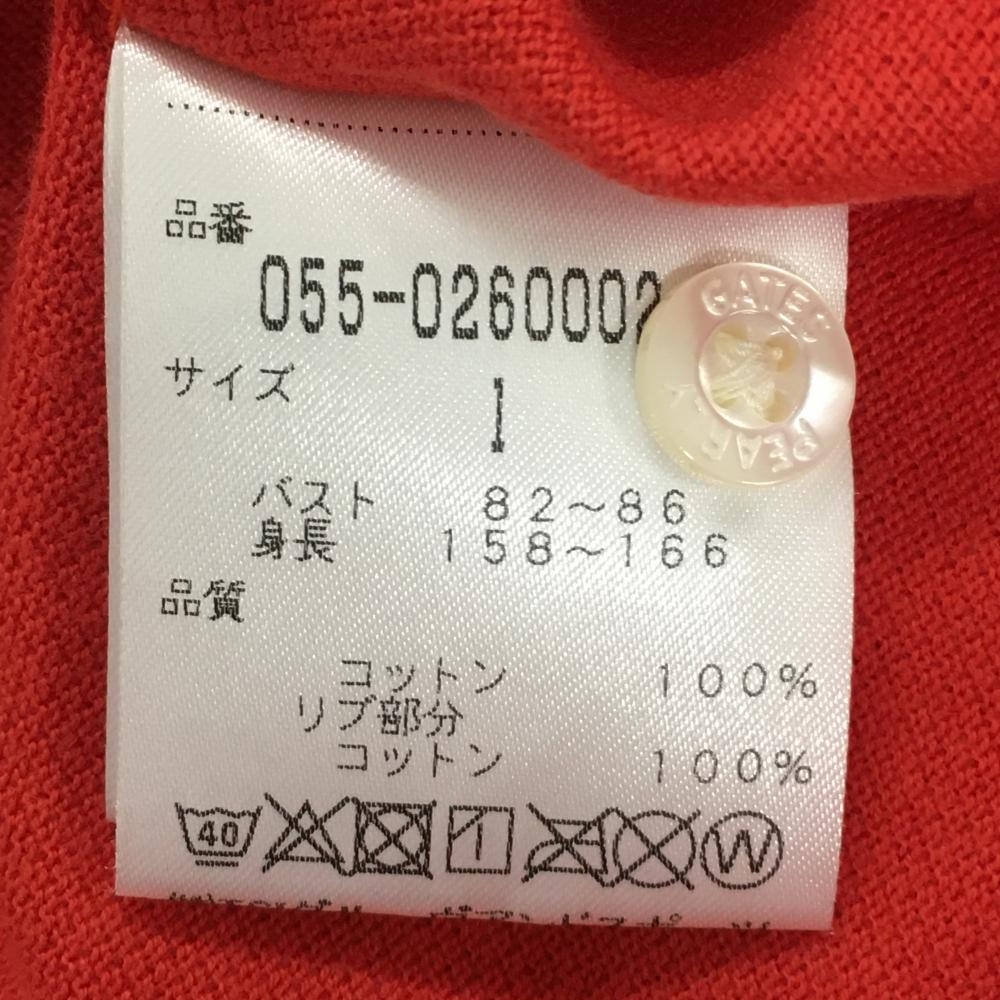 品番
055-0260002
サイズ
1
バスト 82～86
身長 158～166
品質
コットン 100%
リブ部分
コットン 100%
40
W
GATES
PEARLY